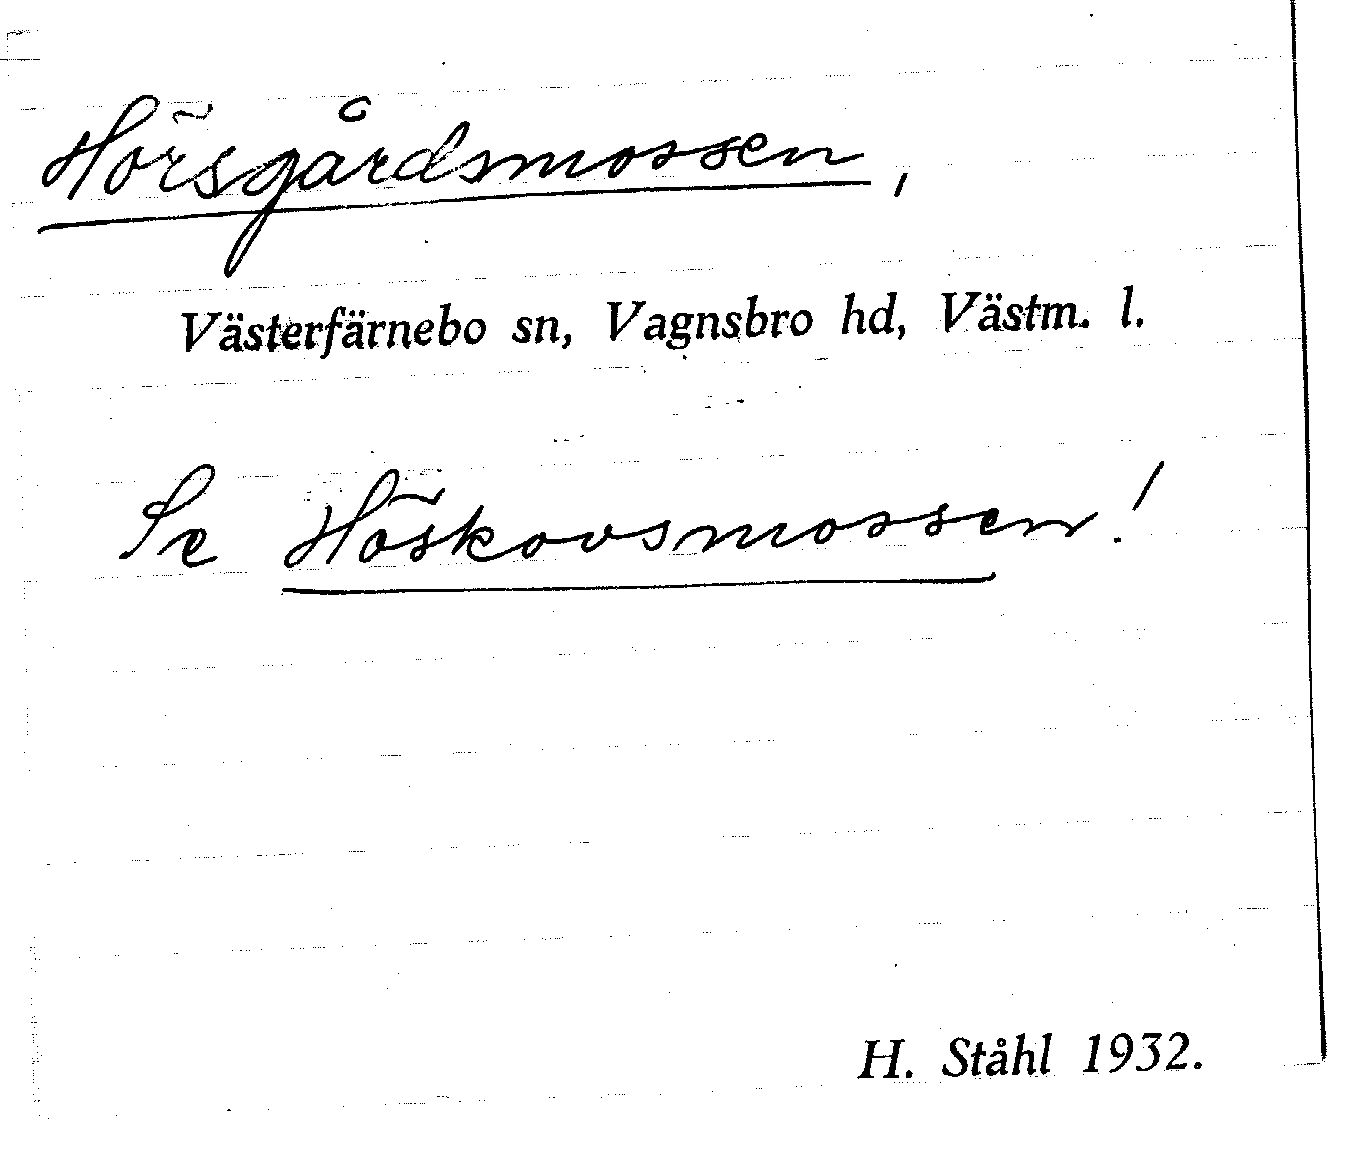 Hörsgårdsmossen,
Västerfärnebo sn, Vagnsbro hd, Västm. l.
Se Höskovsmossen!
H. Ståhl 1932.